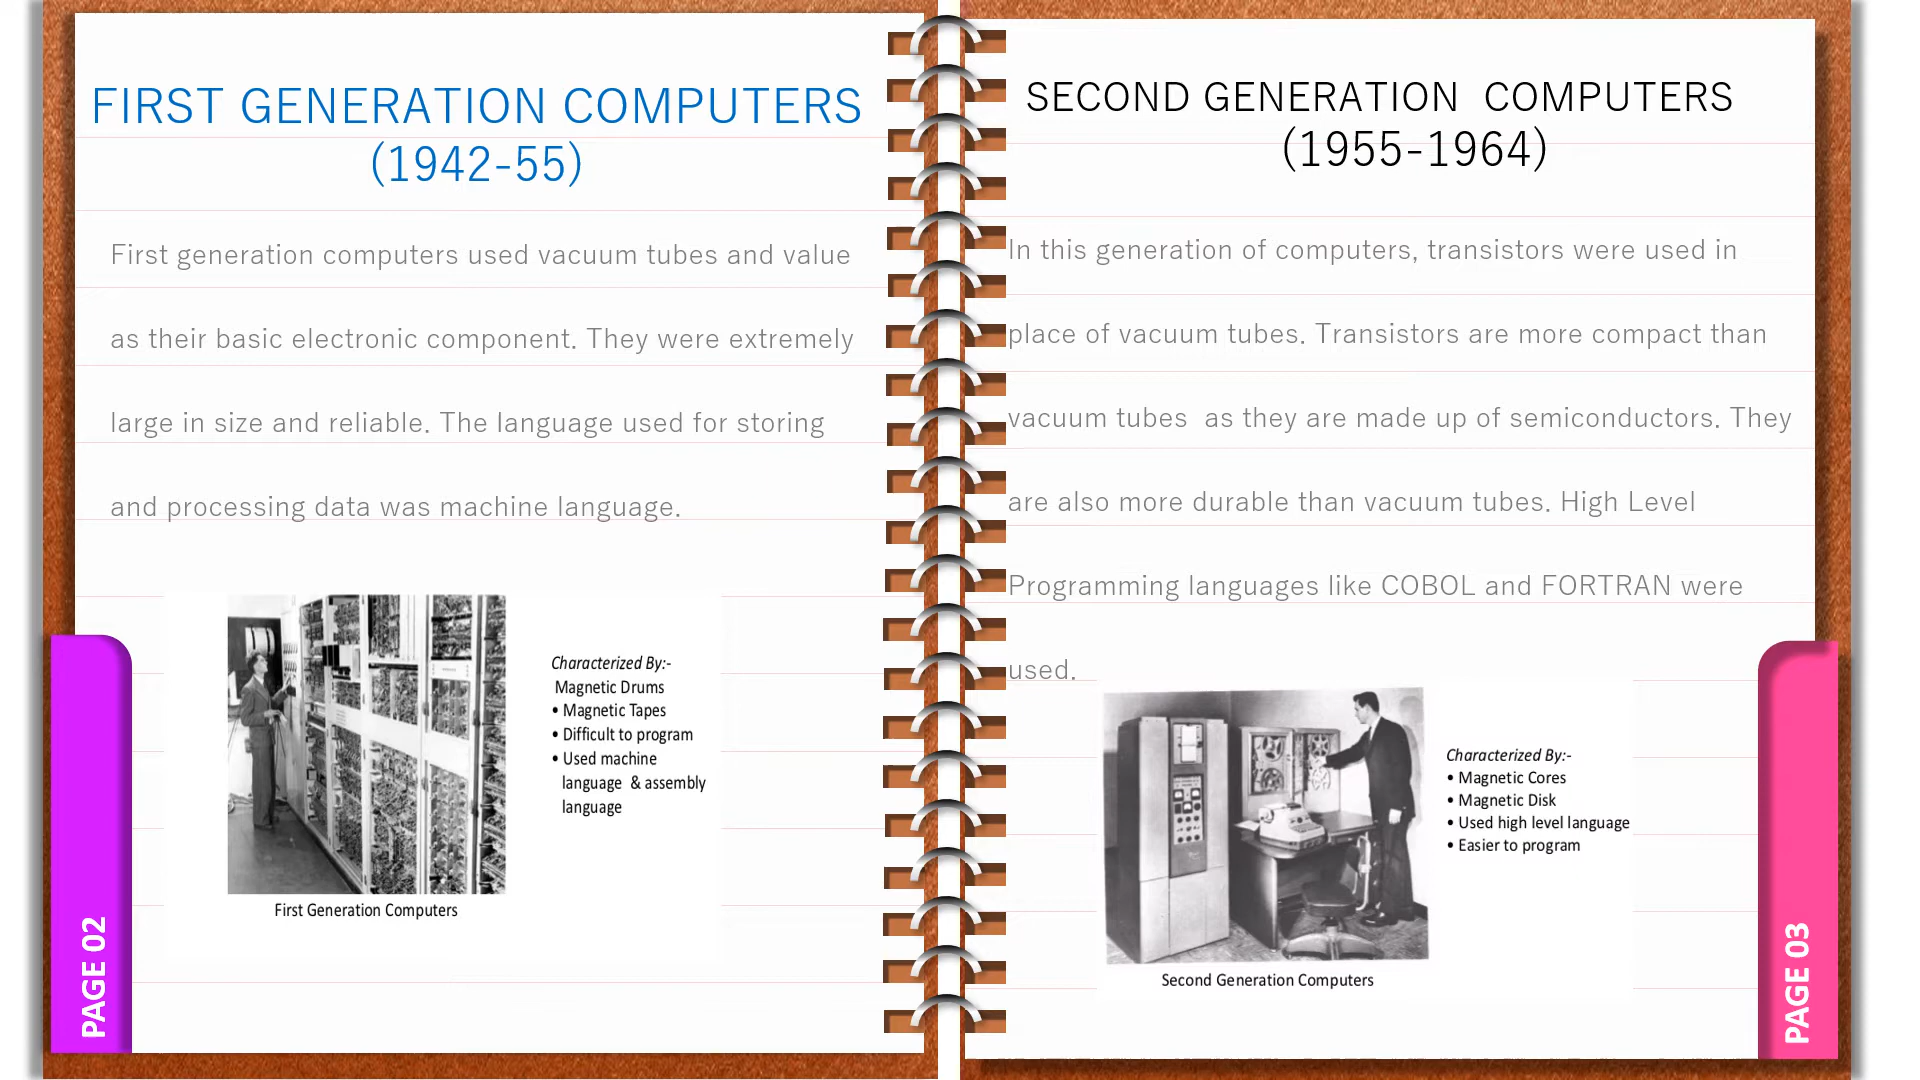 FIRST GENERATION COMPUTERS
(1942-55)
First generation computers used vacuum tubes and value
as their basic electronic component. They were extremely
large in size and reliable. The language used for storing
and processing data was machine language.
Characterized By:-
Magnetic Drums
• Magnetic Tapes
• Difficult to program
• Used machine
language & assembly
language
First Generation Computers
PAGE 02
SECOND GENERATION COMPUTERS
(1955-1964)
In this generation of computers, transistors were used in
place of vacuum tubes. Transistors are more compact than
vacuum tubes as they are made up of semiconductors. They
are also more durable than vacuum tubes. High Level
Programming languages like COBOL and FORTRAN were
used.
Characterized By:-
• Magnetic Cores
• Magnetic Disk
• Used high level language
• Easier to program
Second Generation Computers
PAGE 03